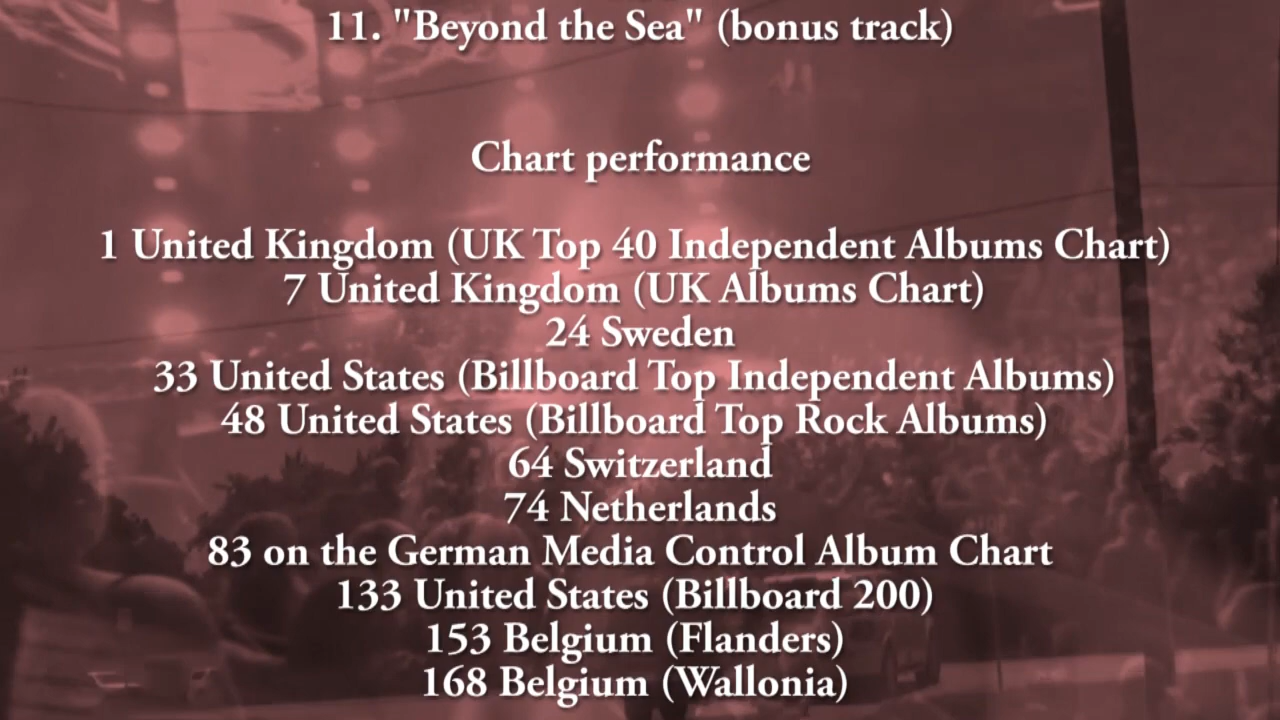 11. "Beyond the Sea" (bonus track)
Chart performance
1 United Kingdom (UK Top 40 Independent Albums Chart)
7 United Kingdom (UK Albums Chart)
24 Sweden
33 United States (Billboard Top Independent Albums)
48 United States (Billboard Top Rock Albums)
64 Switzerland
74 Netherlands
83 on the German Media Control Album Chart
133 United States (Billboard 200)
153 Belgium (Flanders)
168 Belgium (Wallonia)